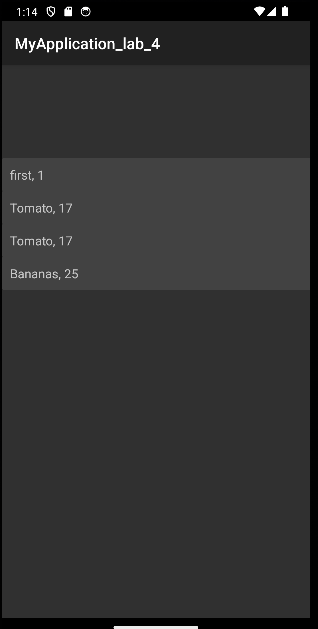 1:14
MyApplication_lab_4
first, 1
Tomato, 17
Tomato, 17
Bananas, 25